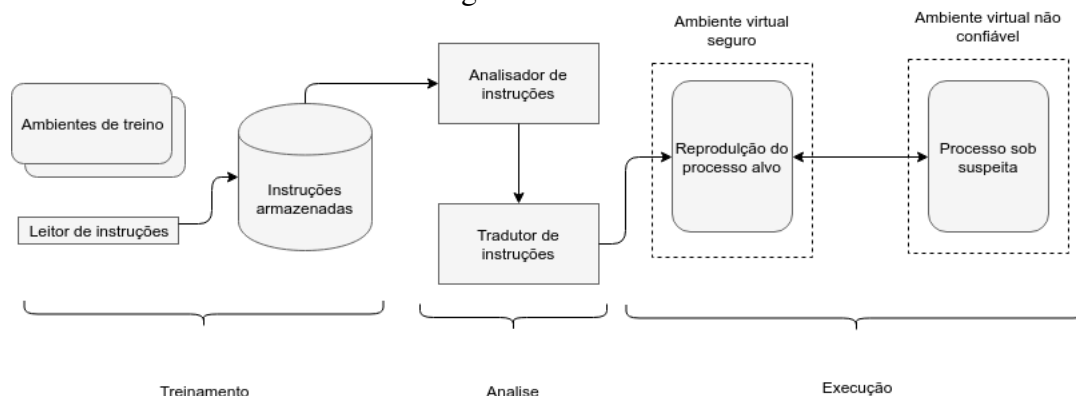 Ambiente virtual
seguro
Ambiente virtual não
confiável
Ambientes de treino
Leitor de instruções
Instruções
armazenadas
Analisador de
instruções
Tradutor de
instruções
Reprodulção do
processo alvo
Processo sob
suspeita
Treinamento
Analise
Execução